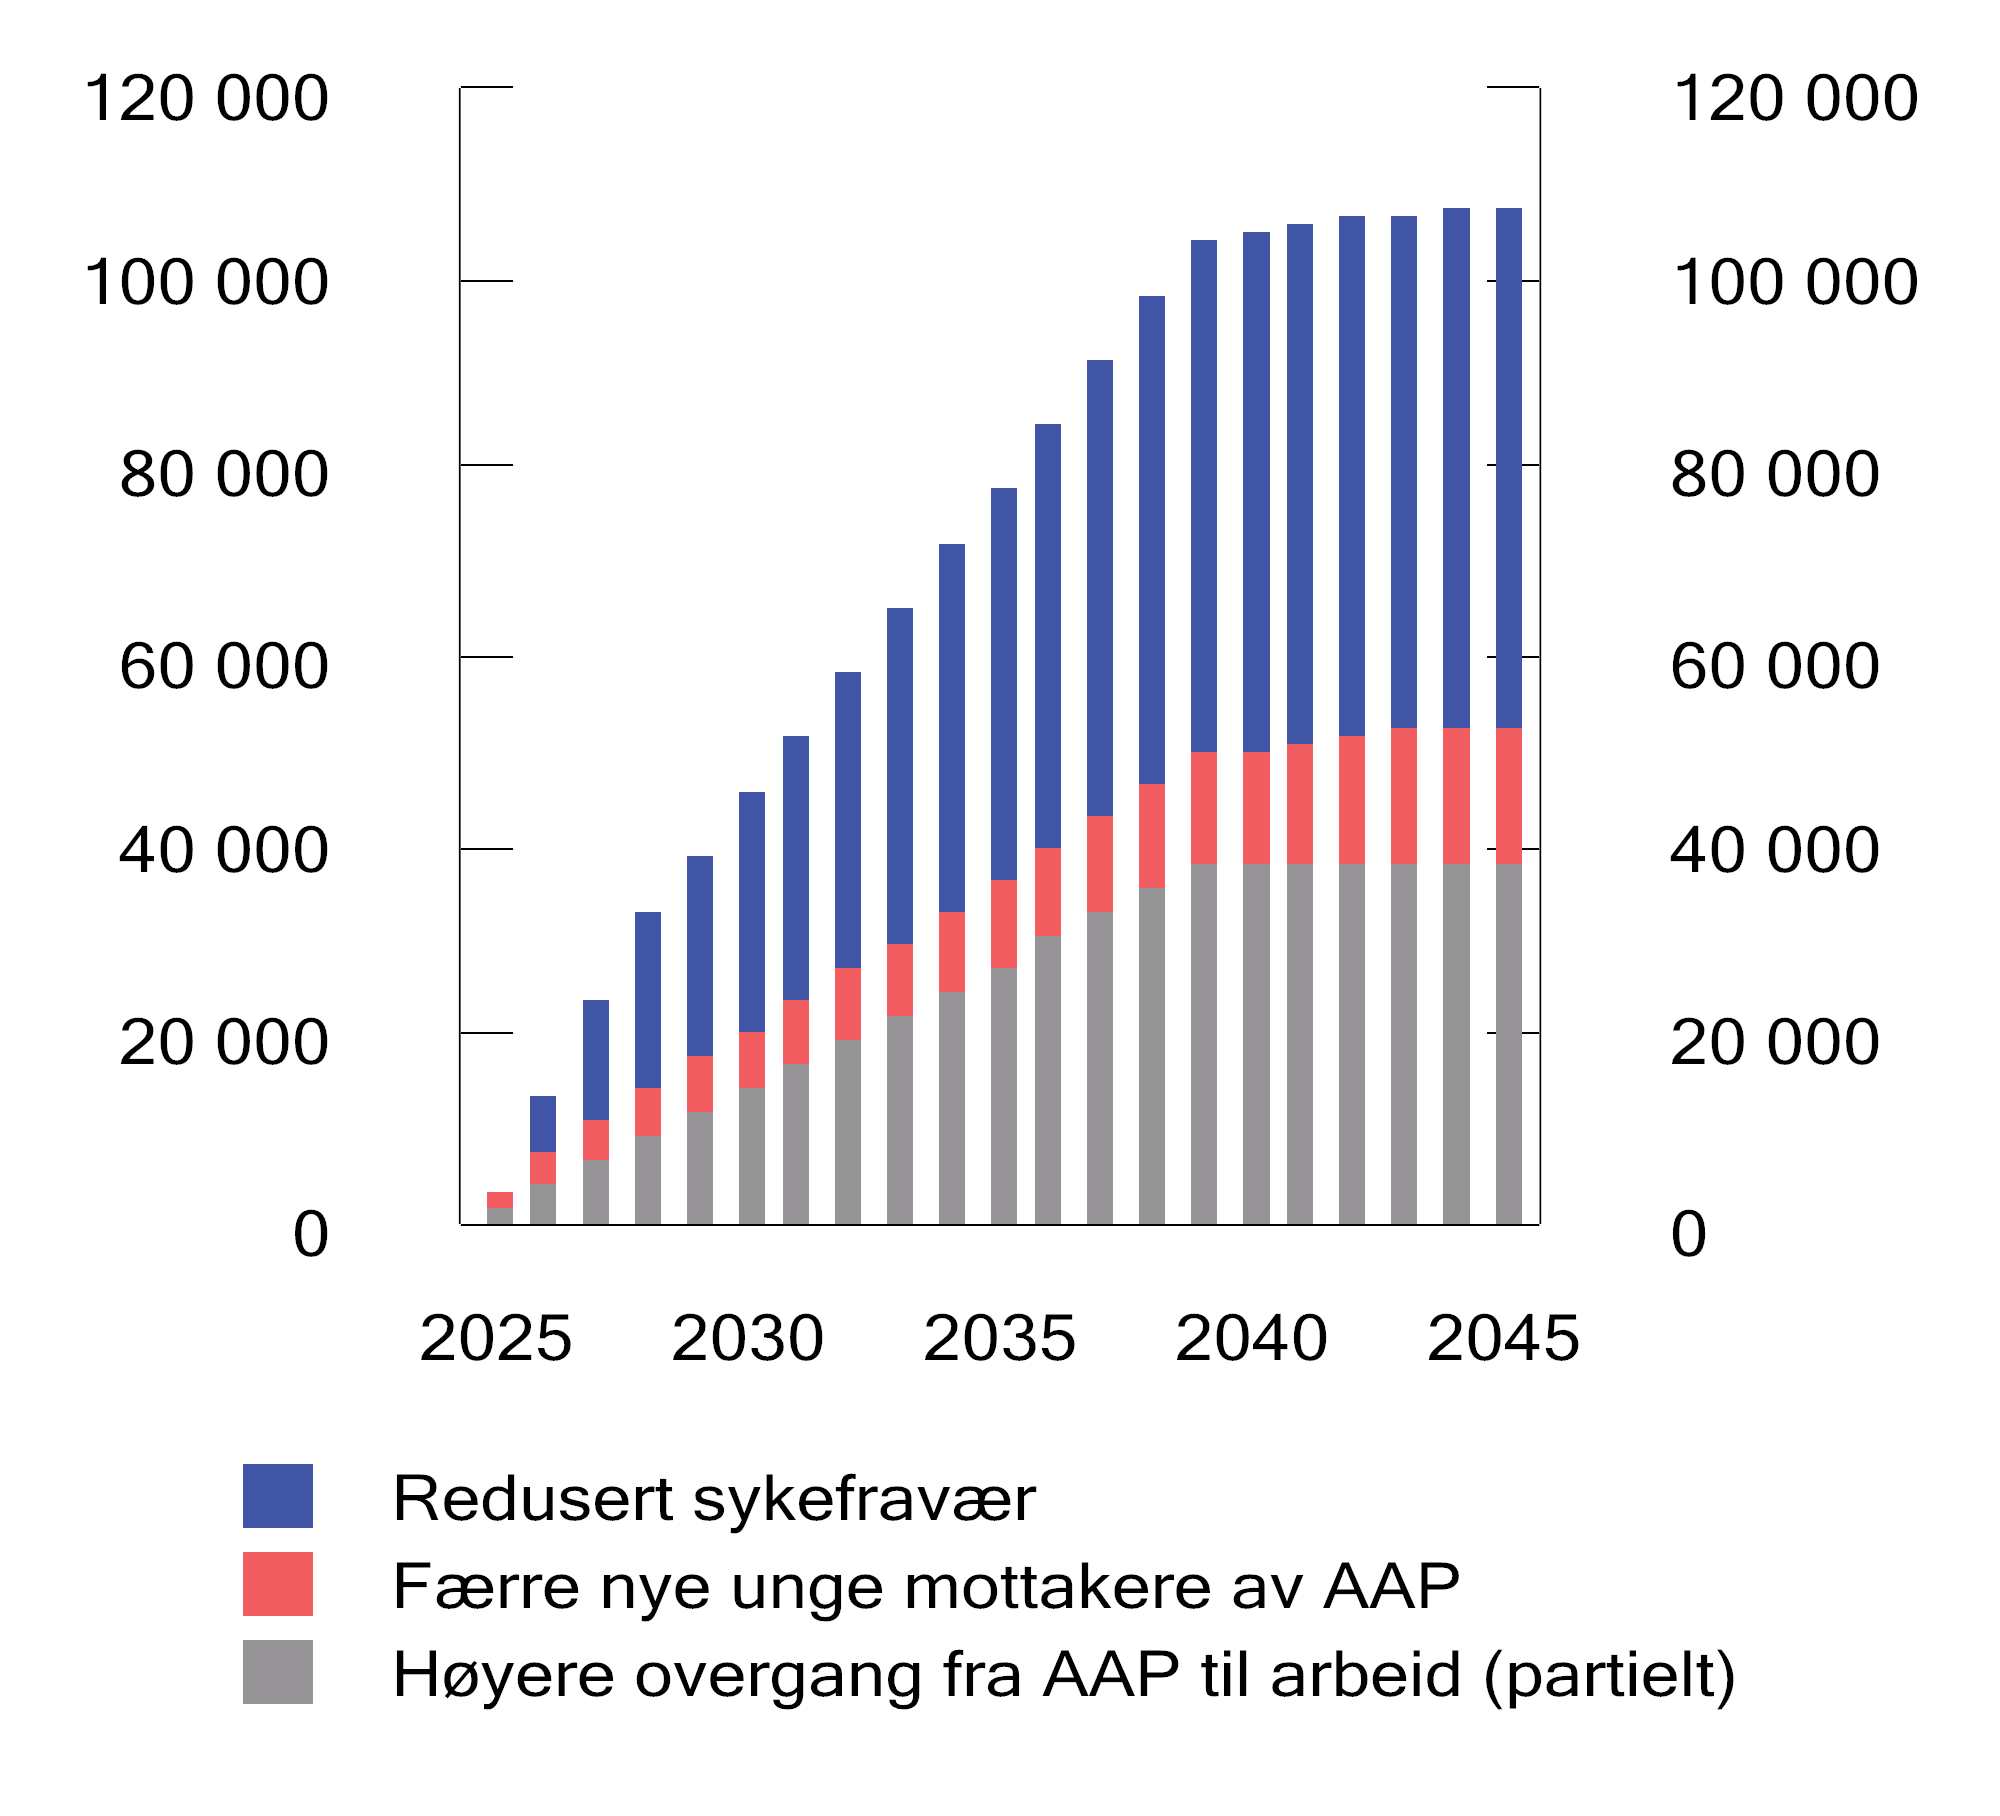 120 000 120 000
100 000 100 000
80 000 80 000
60 000 60 000
40 000 40 000
20 000 20 000
0 0
2025 2030 2035 2040 2045
Redusert sykefravær
Færre nye unge mottakere av AAP
Høyere overgang fra AAP til arbeid (partielt)